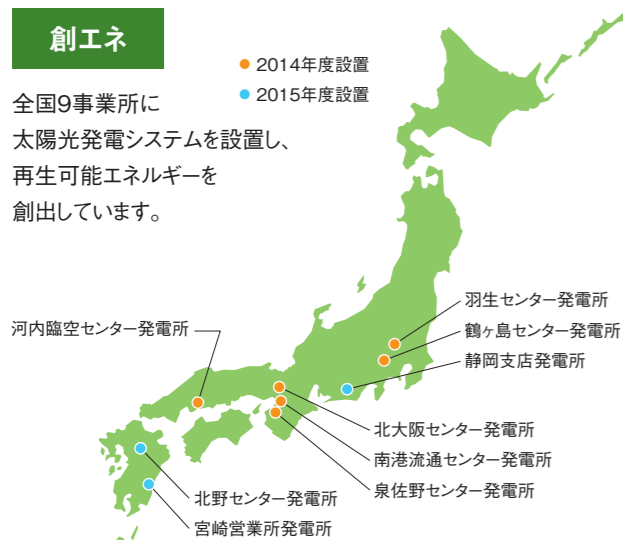 創エネ
2014年度設置
2015年度設置
全国9事業所に
太陽光発電システムを設置し、
再生可能エネルギーを
創出しています。
羽生センター発電所
鶴ヶ島センター発電所
静岡支店発電所
河内臨空センター発電所
北大阪センター発電所
南港流通センター発電所
泉佐野センター発電所
北野センター発電所
宮崎営業所発電所